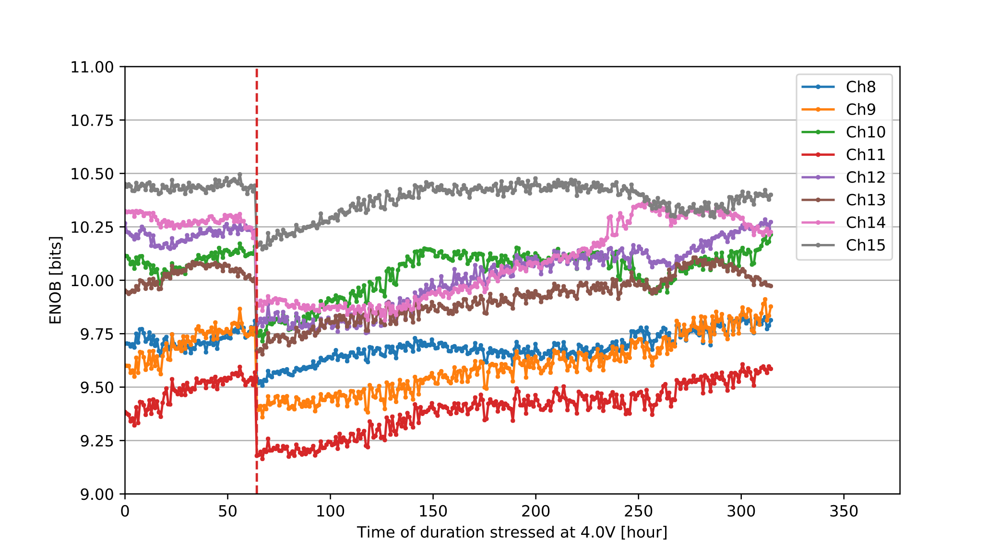 11.00
10.75
10.50
10.25
10.00
9.75
9.50
9.25
9.00
ENOB [bits]
0 50 100 150 200 250 300 350
Time of duration stressed at 4.0V [hour]
Ch8
Ch9
Ch10
Ch11
Ch12
Ch13
Ch14
Ch15